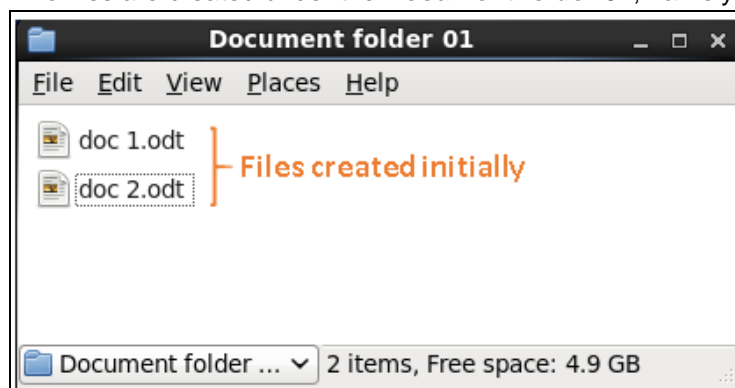 Document folder 01
File Edit View Places Help
doc 1.odt
Files created initially
doc 2.odt
Document folder ... 2 items, Free space: 4.9 GB